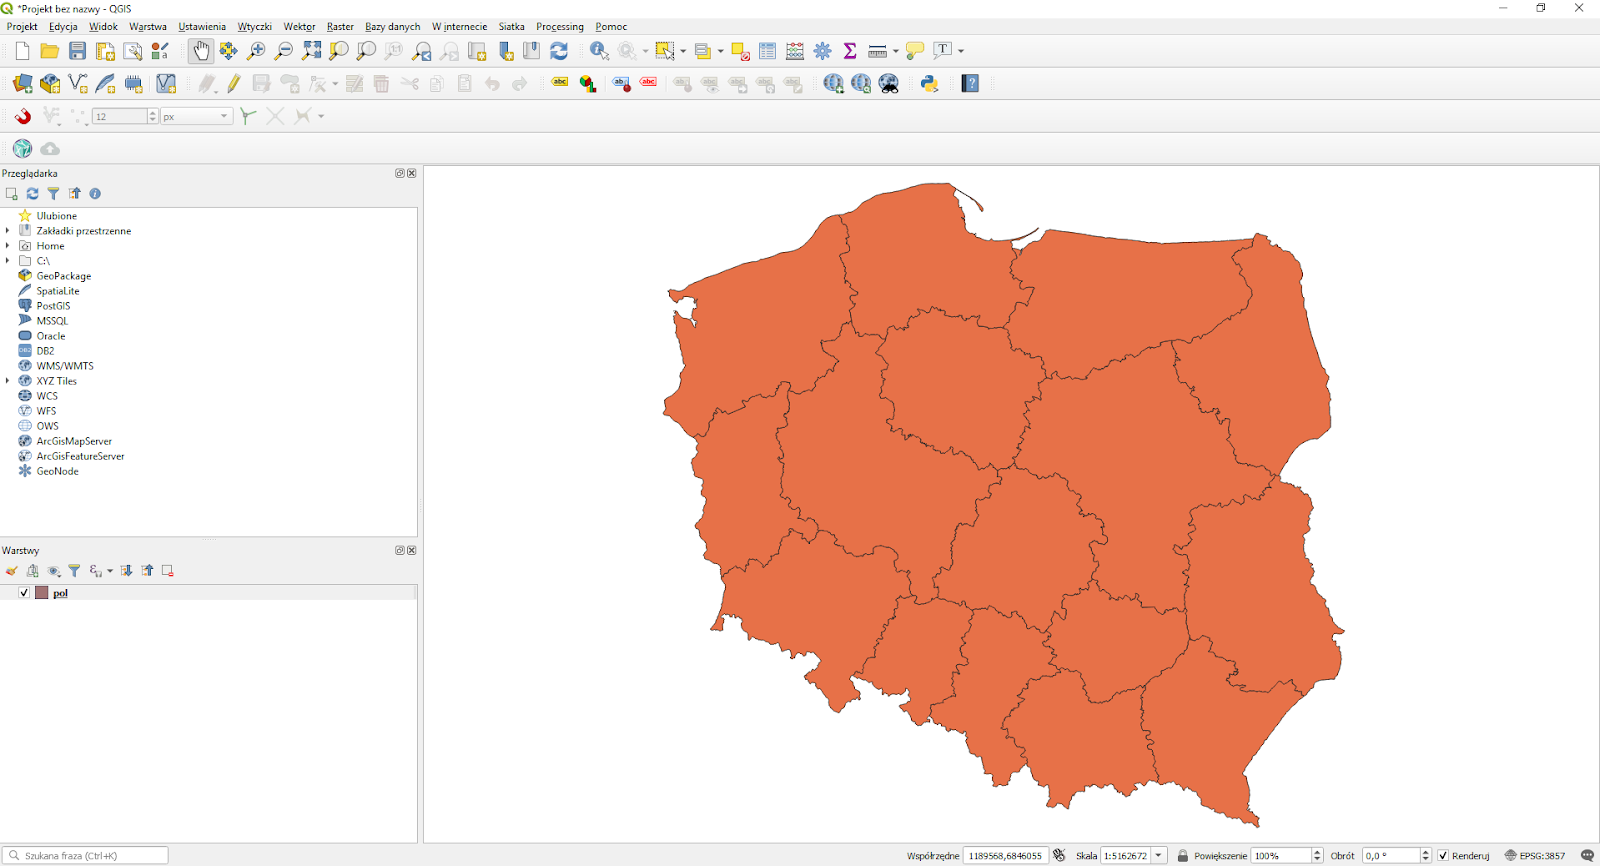 *Projekt bez nazwy - QGIS
Projekt Edycja Widok Warstwa Ustawienia Wtyczki Wektor Raster Bazy danych W internecie Siatka Processing Pomoc
12 px
Przeglądarka
Ulubione
Zakładki przestrzenne
Home
C:\
GeoPackage
SpatiaLite
PostGIS
MSSQL
Oracle
DB2
WMS/WMTS
XYZ Tiles
WCS
WFS
OWS
ArcGisMapServer
ArcGisFeatureServer
GeoNode
Warstwy
pol
Szukana fraza (Ctrl+K) Współrzędne 1189568,6846055 Skala 1:5162672 Powiększenie 100% Obrót 0,0 ° Renderuj EPSG:3857